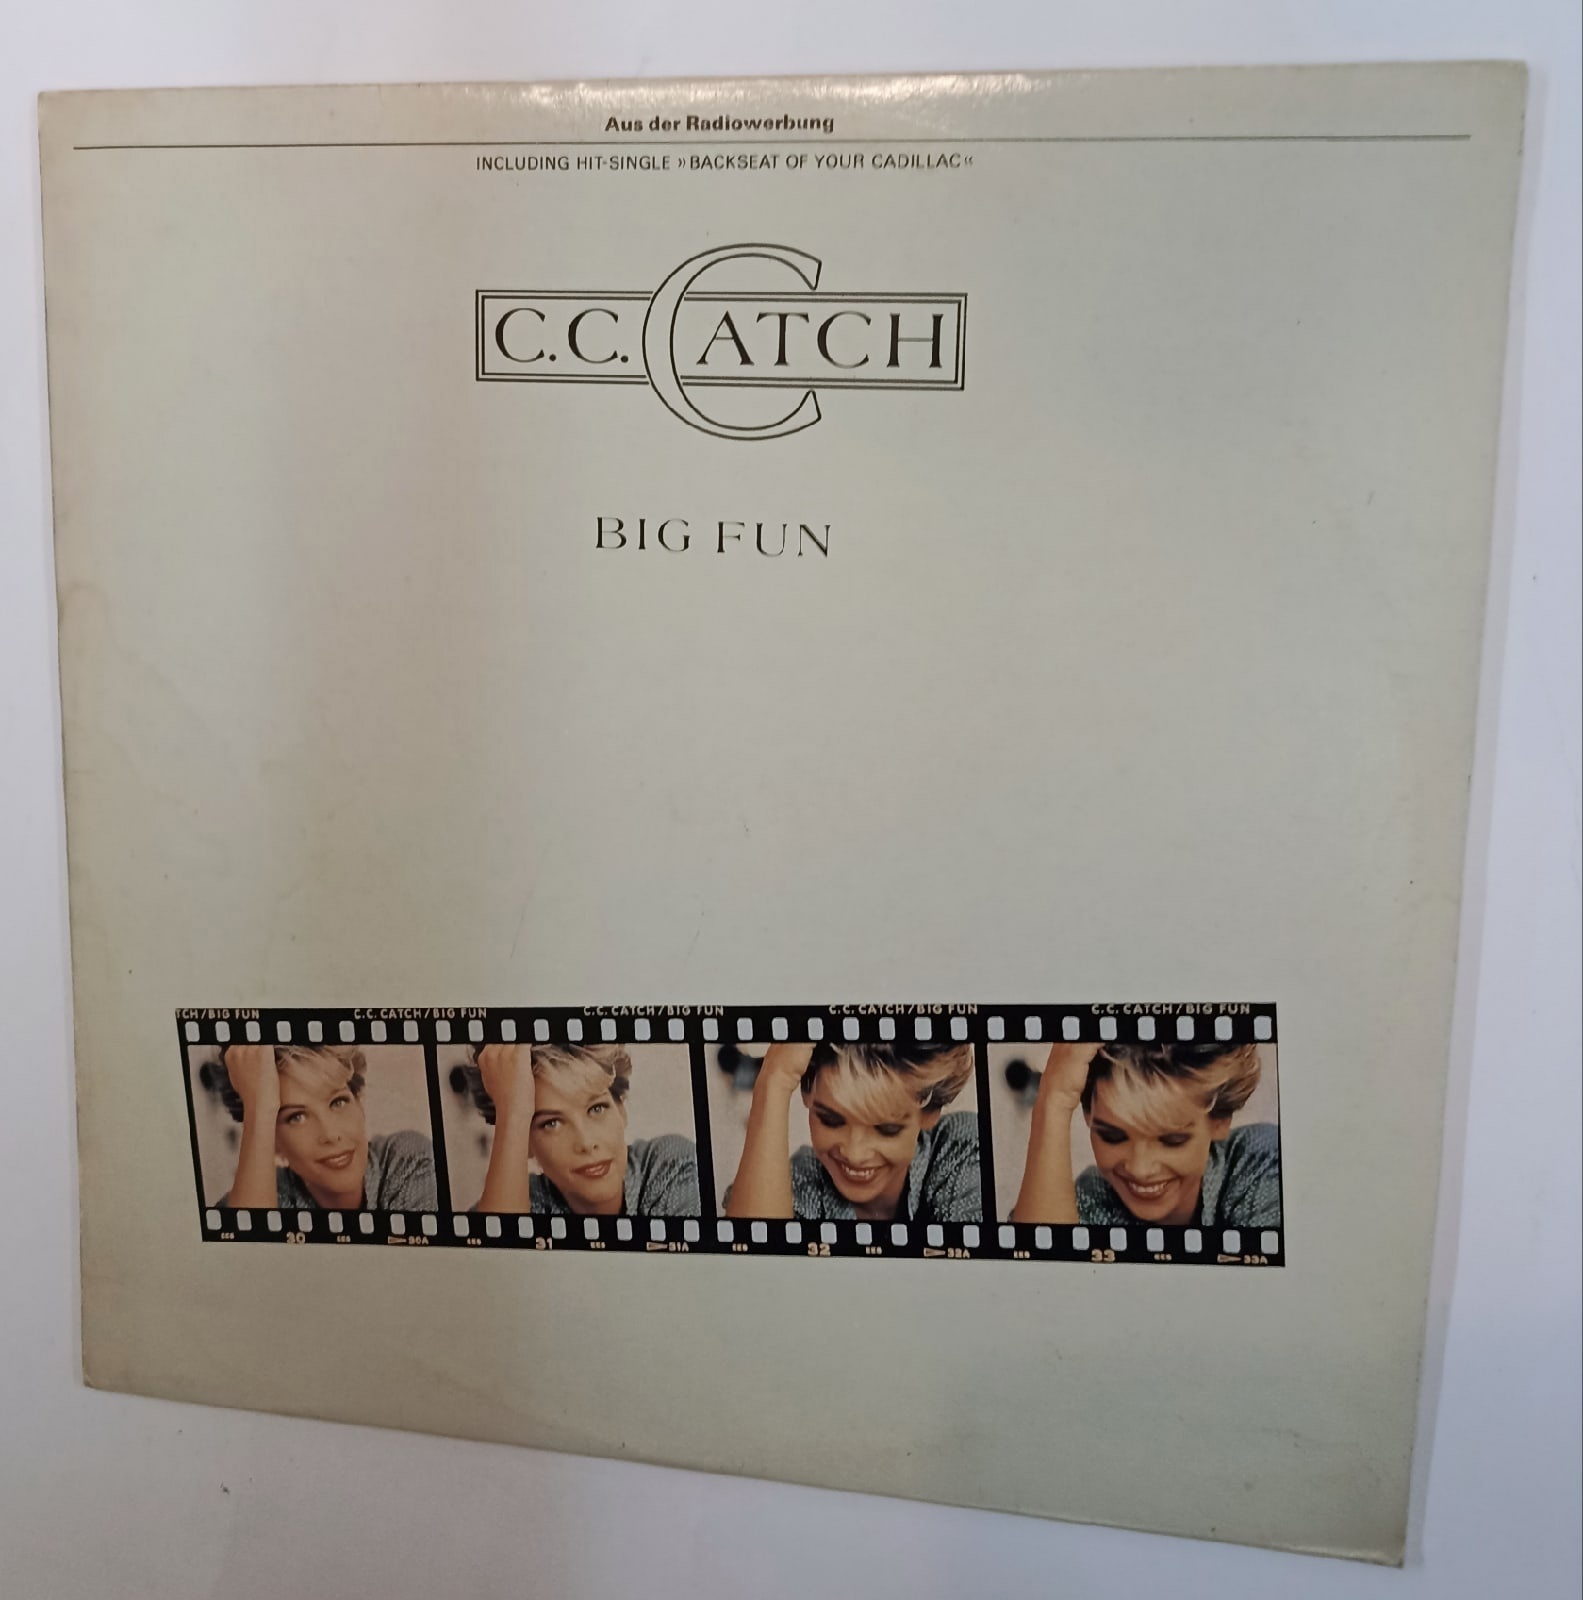 Aus der Radiowerbung
INCLUDING HIT-SINGLE »BACKSEAT OF YOUR CADILLAC«
C.C. CATCH
BIG FUN
TCH/BIG FUN C.C. CATCH/BIG FUN C.C. CATCH/BIG FUN C.C. CATCH/BIG FUN C.C. CATCH/BIG FUN
30 30A 31 31A 32 32A 33 33A